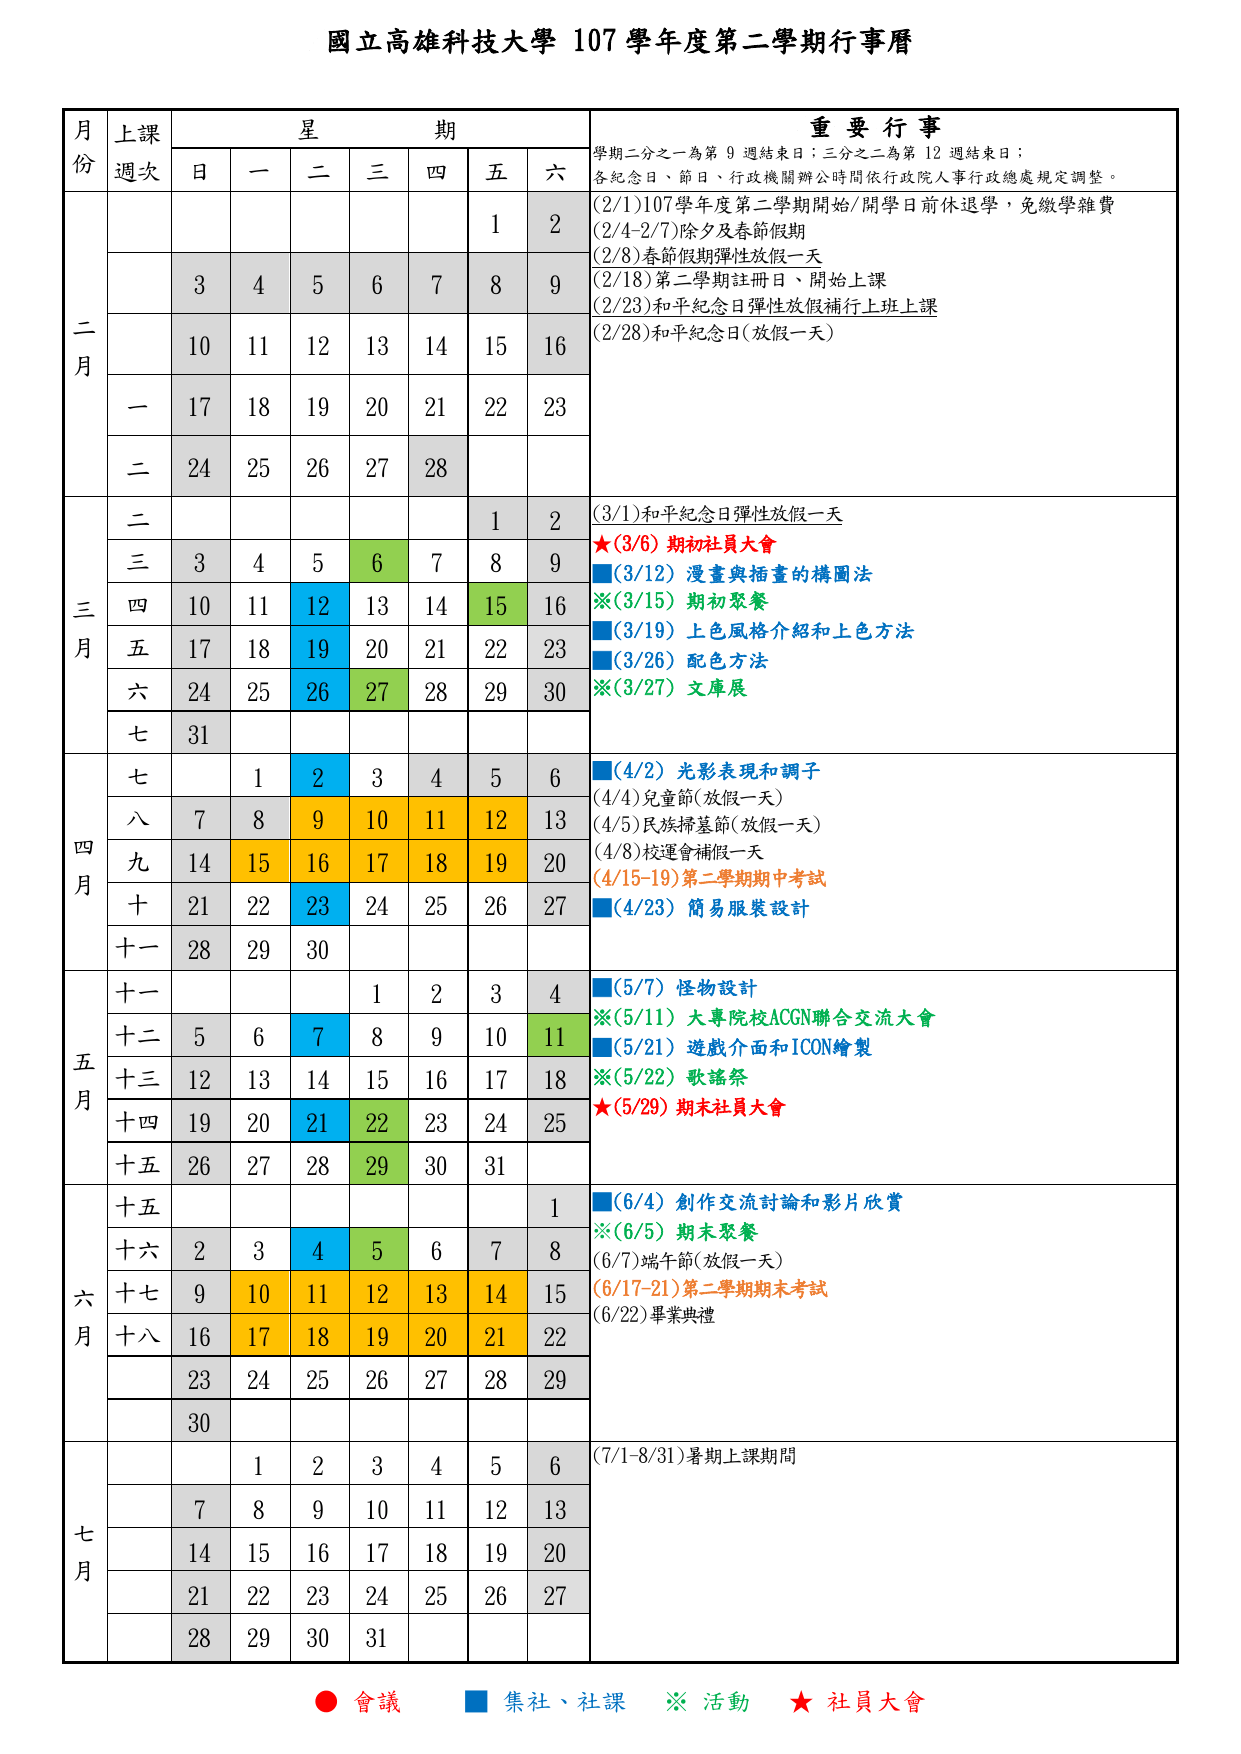 國立高雄科技大學 107 學年度第二學期行事曆
月份 上課週次 星期 重 要 行 事
學期二分之一為第 9 週結束日；三分之二為第 12 週結束日；
日 一 二 三 四 五 六 各紀念日、節日、行政機關辦公時間依行政院人事行政總處規定調整。
二月
1 2
3 4 5 6 7 8 9
10 11 12 13 14 15 16
一 17 18 19 20 21 22 23
二 24 25 26 27 28
(2/1)107學年度第二學期開始/開學日前休退學，免繳學雜費
(2/4-2/7)除夕及春節假期
(2/8)春節假期彈性放假一天
(2/18)第二學期註冊日、開始上課
(2/23)和平紀念日彈性放假補行上班上課
(2/28)和平紀念日(放假一天)
三月
二 1 2
三 3 4 5 6 7 8 9
四 10 11 12 13 14 15 16
五 17 18 19 20 21 22 23
六 24 25 26 27 28 29 30
七 31
(3/1)和平紀念日彈性放假一天
★(3/6) 期初社員大會
■(3/12) 漫畫與插畫的構圖法
※(3/15) 期初聚餐
■(3/19) 上色風格介紹和上色方法
■(3/26) 配色方法
※(3/27) 文庫展
四月
七 1 2 3 4 5 6
八 7 8 9 10 11 12 13
九 14 15 16 17 18 19 20
十 21 22 23 24 25 26 27
十一 28 29 30
■(4/2) 光影表現和調子
(4/4)兒童節(放假一天)
(4/5)民族掃墓節(放假一天)
(4/8)校運會補假一天
(4/15-19)第二學期期中考試
■(4/23) 簡易服裝設計
五月
十一 1 2 3 4
十二 5 6 7 8 9 10 11
十三 12 13 14 15 16 17 18
十四 19 20 21 22 23 24 25
十五 26 27 28 29 30 31
■(5/7) 怪物設計
※(5/11) 大專院校ACGN聯合交流大會
■(5/21) 遊戲介面和ICON繪製
※(5/22) 歌謠祭
★(5/29) 期末社員大會
六月
十五 1
十六 2 3 4 5 6 7 8
十七 9 10 11 12 13 14 15
十八 16 17 18 19 20 21 22
23 24 25 26 27 28 29
30
■(6/4) 創作交流討論和影片欣賞
※(6/5) 期末聚餐
(6/7)端午節(放假一天)
(6/17-21)第二學期期末考試
(6/22)畢業典禮
七月
1 2 3 4 5 6
7 8 9 10 11 12 13
14 15 16 17 18 19 20
21 22 23 24 25 26 27
28 29 30 31
(7/1-8/31)暑期上課期間
● 會議 ■ 集社、社課 ※ 活動 ★ 社員大會